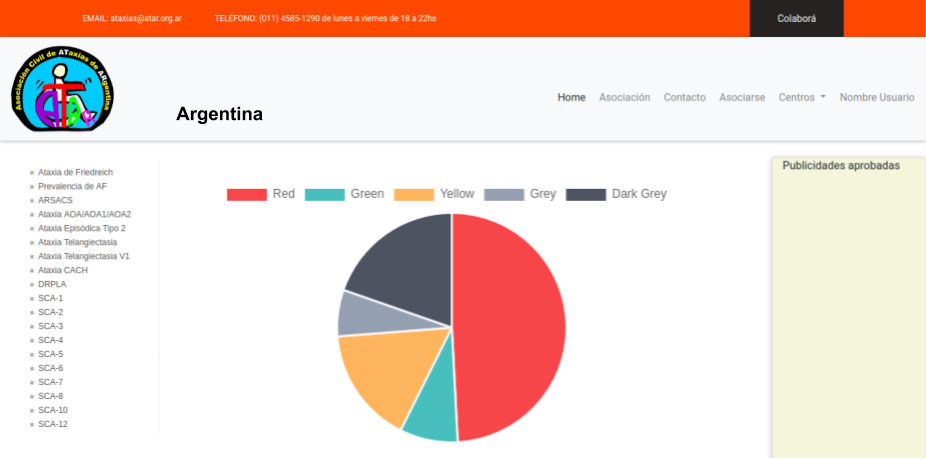 EMAIL: ataxias@atar.org.ar TELÉFONO: (011) 4585-1290 de lunes a viernes de 18 a 22hs Colaborá
Asociación Civil de ATaxias de ARgentina
ATAR
Argentina
Home Asociación Contacto Asociarse Centros Nombre Usuario
Ataxia de Friedreich
Prevalencia de AF
ARSACS
Ataxia AOA/AOA1/AOA2
Ataxia Episódica Tipo 2
Ataxia Telangiectasia
Ataxia Telangiectasia V1
Ataxia CACH
DRPLA
SCA-1
SCA-2
SCA-3
SCA-4
SCA-5
SCA-6
SCA-7
SCA-8
SCA-10
SCA-12
Red Green Yellow Grey Dark Grey
Publicidades aprobadas